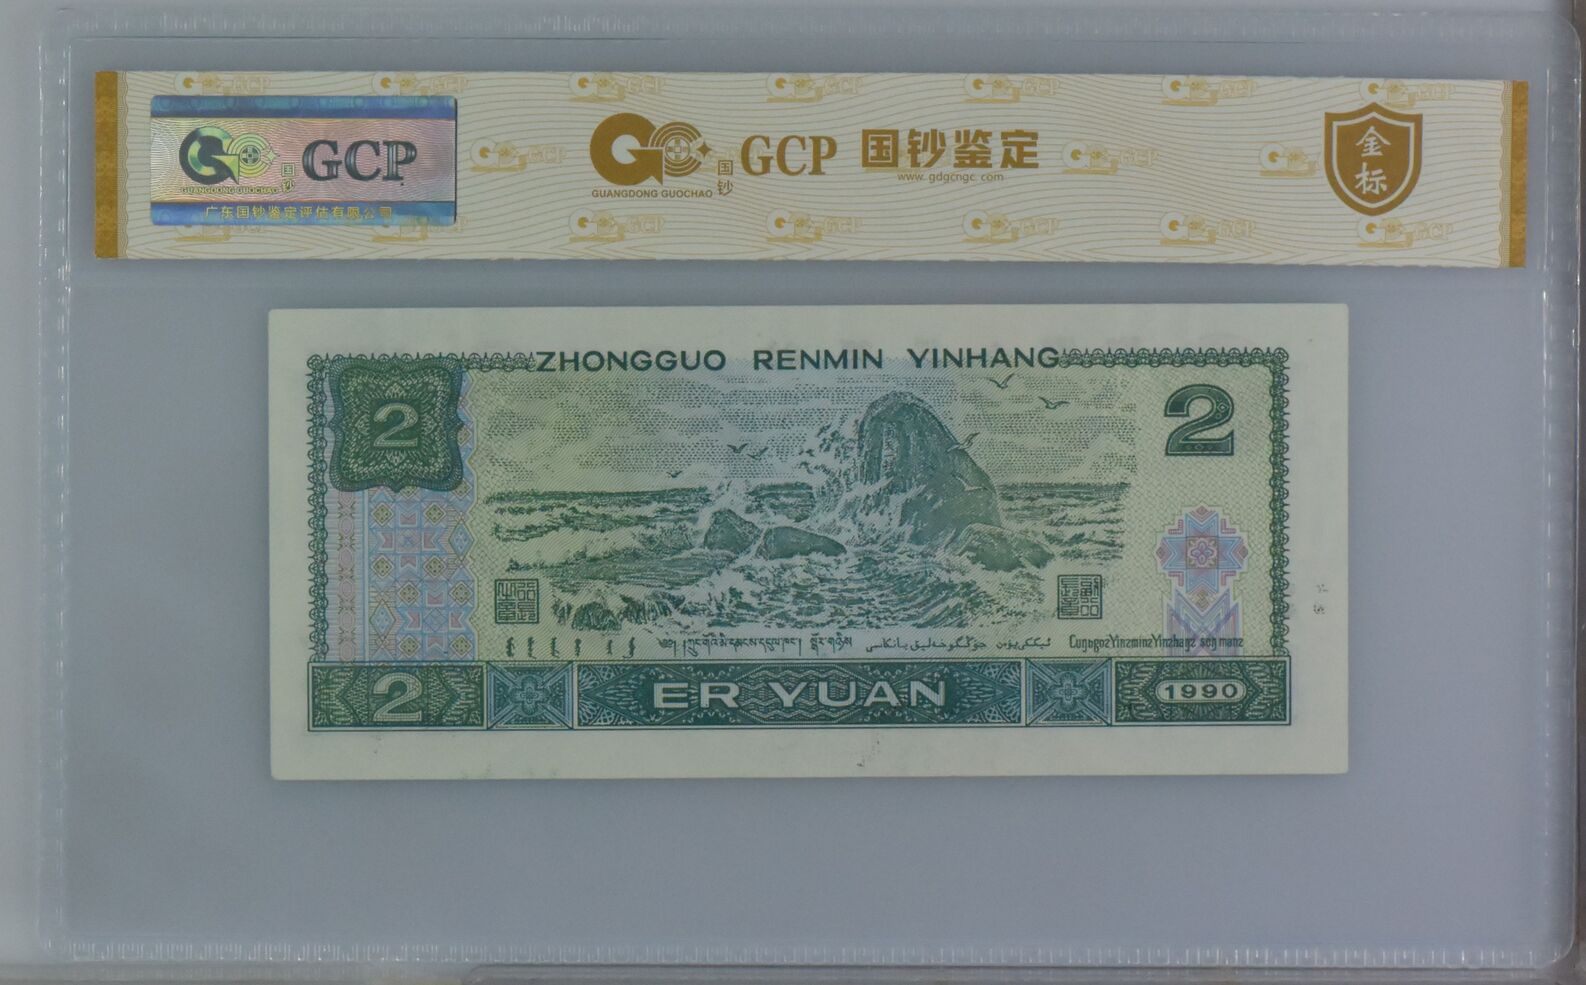 GCP
国钞
GUANGDONG GUOCHAO
广东国钞鉴定评估有限公司
国钞
GUANGDONG GUOCHAO
GCP 国钞鉴定
www.gdgcngc.com
金标
ZHONGGUO RENMIN YINHANG
2
2
2
ER YUAN
1990